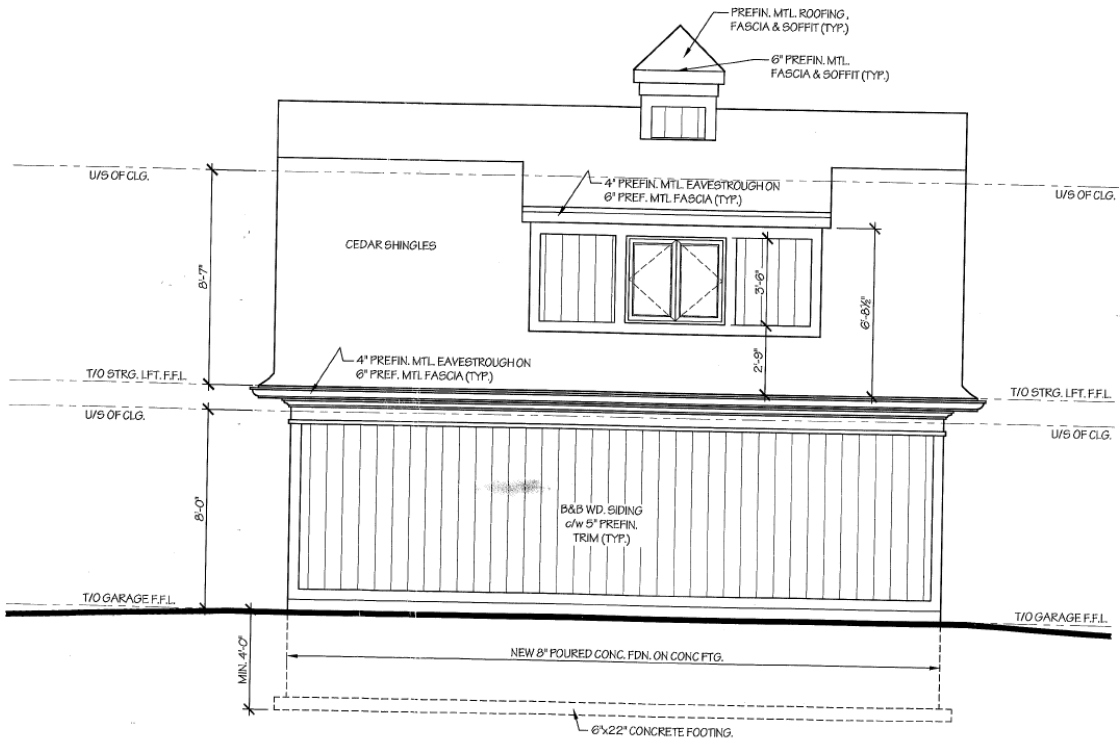 PREFIN. MTL. ROOFING,
FASCIA & SOFFIT (TYP.)
6" PREFIN. MTL.
FASCIA & SOFFIT (TYP.)
U/S OF CLG.
U/S OF CLG.
4" PREFIN. MTL. EAVESTROUGH ON
6" PREF. MTL FASCIA (TYP.)
CEDAR SHINGLES
8'-7"
3'-6"
6'-8½"
2'-9"
4" PREFIN. MTL. EAVESTROUGH ON
6" PREF. MTL FASCIA (TYP.)
T/O STRG. LFT. F.F.L.
T/O STRG. LFT. F.F.L.
U/S OF CLG.
U/S OF CLG.
8'-0"
B&B WD. SIDING
c/w 5" PREFIN.
TRIM (TYP.)
T/O GARAGE F.F.L.
T/O GARAGE F.F.L.
MIN. 4'-0"
NEW 8" POURED CONC. FDN. ON CONC FTG.
6"x22" CONCRETE FOOTING.